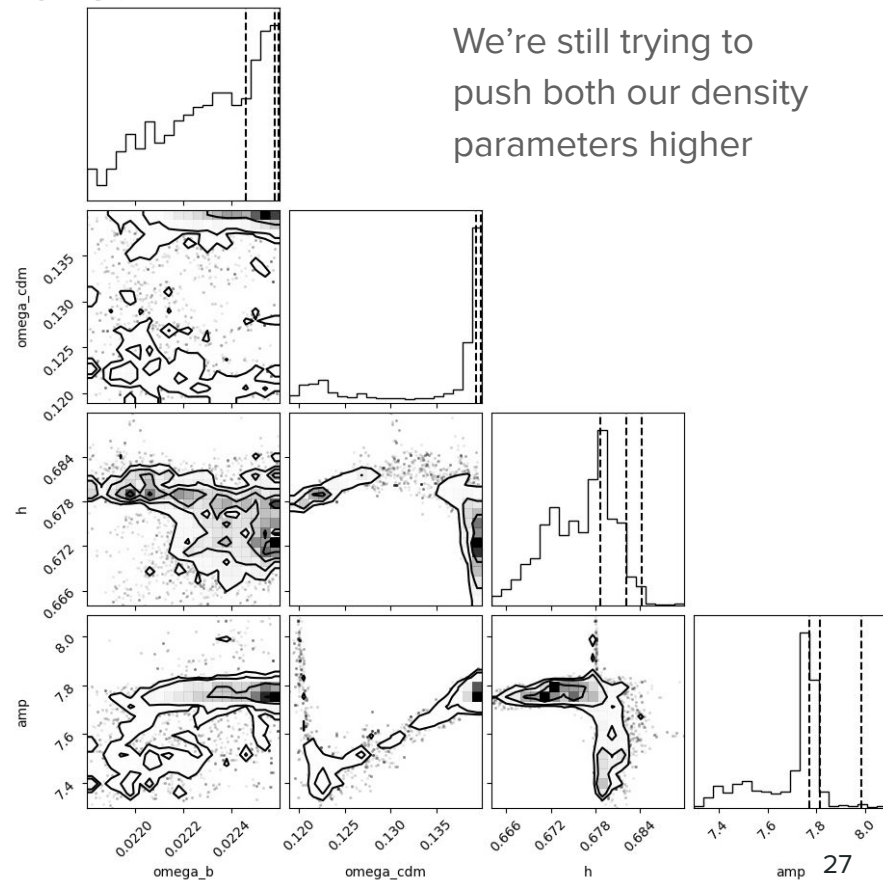 We're still trying to
push both our density
parameters higher
omega_cdm
0.135
0.130
0.125
0.120
h
0.684
0.678
0.672
0.666
amp
8.0
7.8
7.6
7.4
0.0220 0.0222 0.0224
omega_b
0.120 0.125 0.130 0.135
omega_cdm
0.666 0.672 0.678 0.684
h
7.4 7.6 7.8 8.0
amp
27